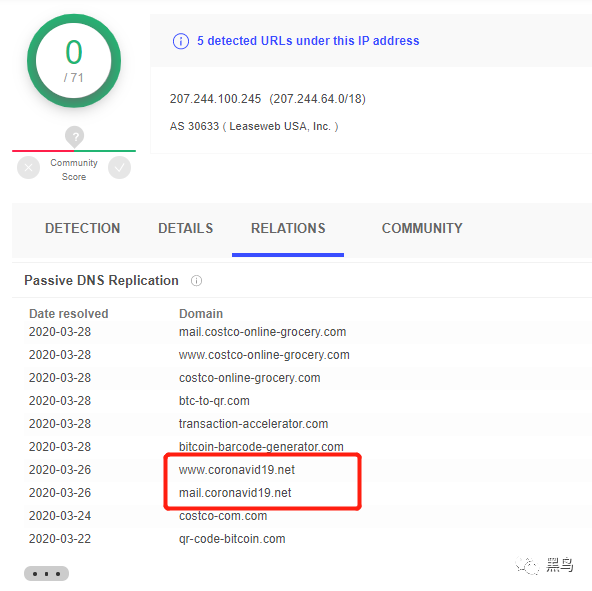 0
/ 71
?
Community
Score
5 detected URLs under this IP address
207.244.100.245 (207.244.64.0/18)
AS 30633 ( Leaseweb USA, Inc. )
DETECTION DETAILS RELATIONS COMMUNITY
Passive DNS Replication
Date resolved Domain
2020-03-28 mail.costco-online-grocery.com
2020-03-28 www.costco-online-grocery.com
2020-03-28 costco-online-grocery.com
2020-03-28 btc-to-qr.com
2020-03-28 transaction-accelerator.com
2020-03-28 bitcoin-barcode-generator.com
2020-03-26 www.coronavid19.net
2020-03-26 mail.coronavid19.net
2020-03-24 costco-com.com
2020-03-22 qr-code-bitcoin.com
黑鸟